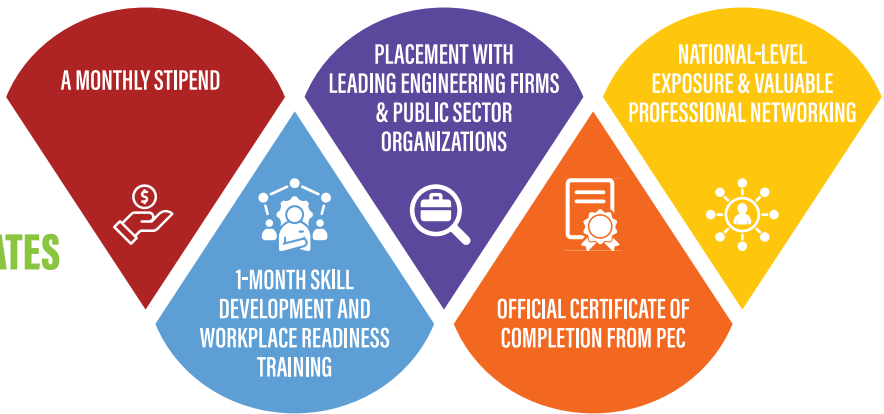 A MONTHLY STIPEND
PLACEMENT WITH
LEADING ENGINEERING FIRMS
& PUBLIC SECTOR
ORGANIZATIONS
NATIONAL-LEVEL
EXPOSURE & VALUABLE
PROFESSIONAL NETWORKING
$
ATES
1-MONTH SKILL
DEVELOPMENT AND
WORKPLACE READINESS
TRAINING
OFFICIAL CERTIFICATE OF
COMPLETION FROM PEC